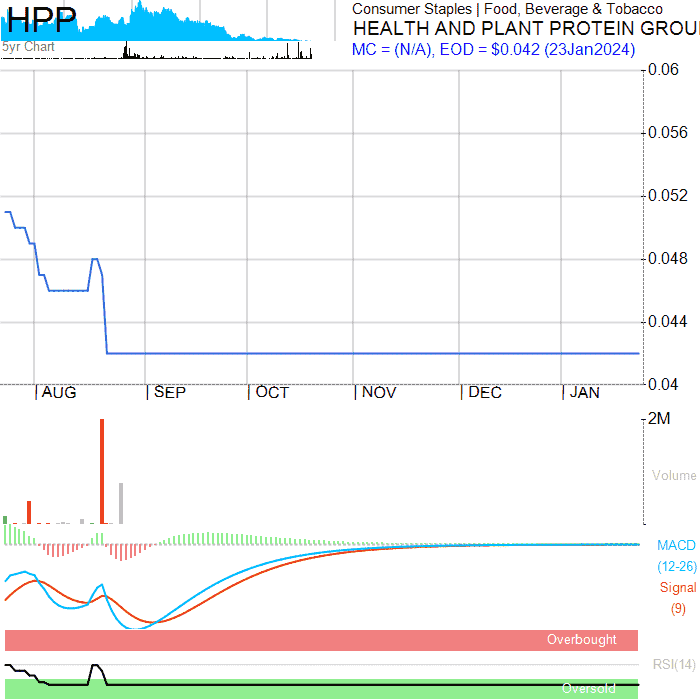 HPP
5yr Chart
Consumer Staples | Food, Beverage & Tobacco
HEALTH AND PLANT PROTEIN GROU
MC = (N/A), EOD = $0.042 (23Jan2024)
0.06
0.056
0.052
0.048
0.044
0.04
AUG SEP OCT NOV DEC JAN
2M
Volume
MACD
(12-26)
Signal
(9)
Overbought
RSI(14)
Oversold